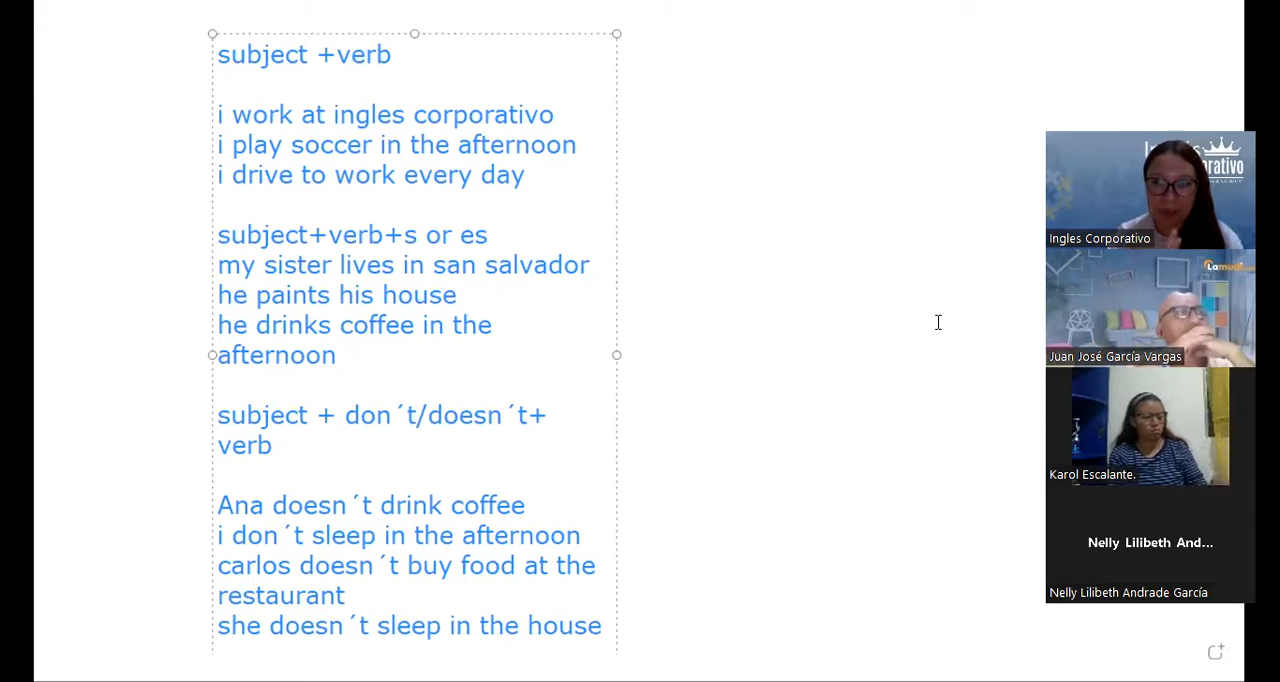 subject +verb
i work at ingles corporativo
i play soccer in the afternoon
i drive to work every day
subject+verb+s or es
my sister lives in san salvador
he paints his house
he drinks coffee in the
afternoon
subject + don´t/doesn´t+
verb
Ana doesn´t drink coffee
i don´t sleep in the afternoon
carlos doesn´t buy food at the
restaurant
she doesn´t sleep in the house
Ingles Corporativo
Juan José García Vargas
Karol Escalante.
Nelly Lilibeth And...
Nelly Lilibeth Andrade García